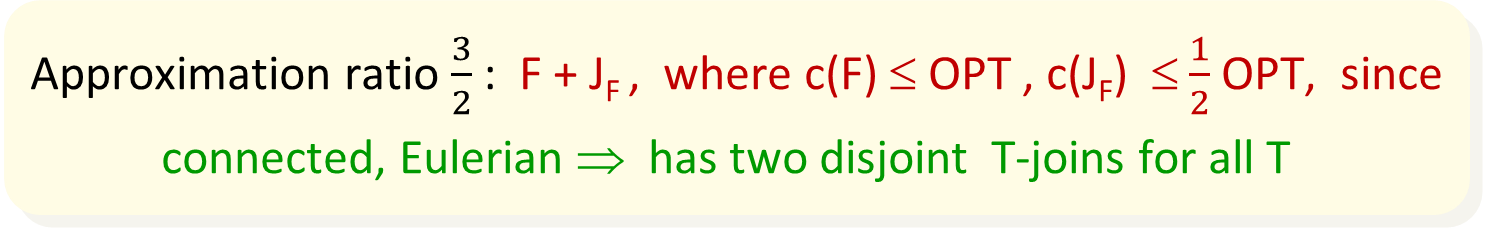 Approximation ratio 3/2 : F + J_F , where c(F) ≤ OPT , c(J_F) ≤ 1/2 OPT, since
connected, Eulerian ⇒ has two disjoint T-joins for all T